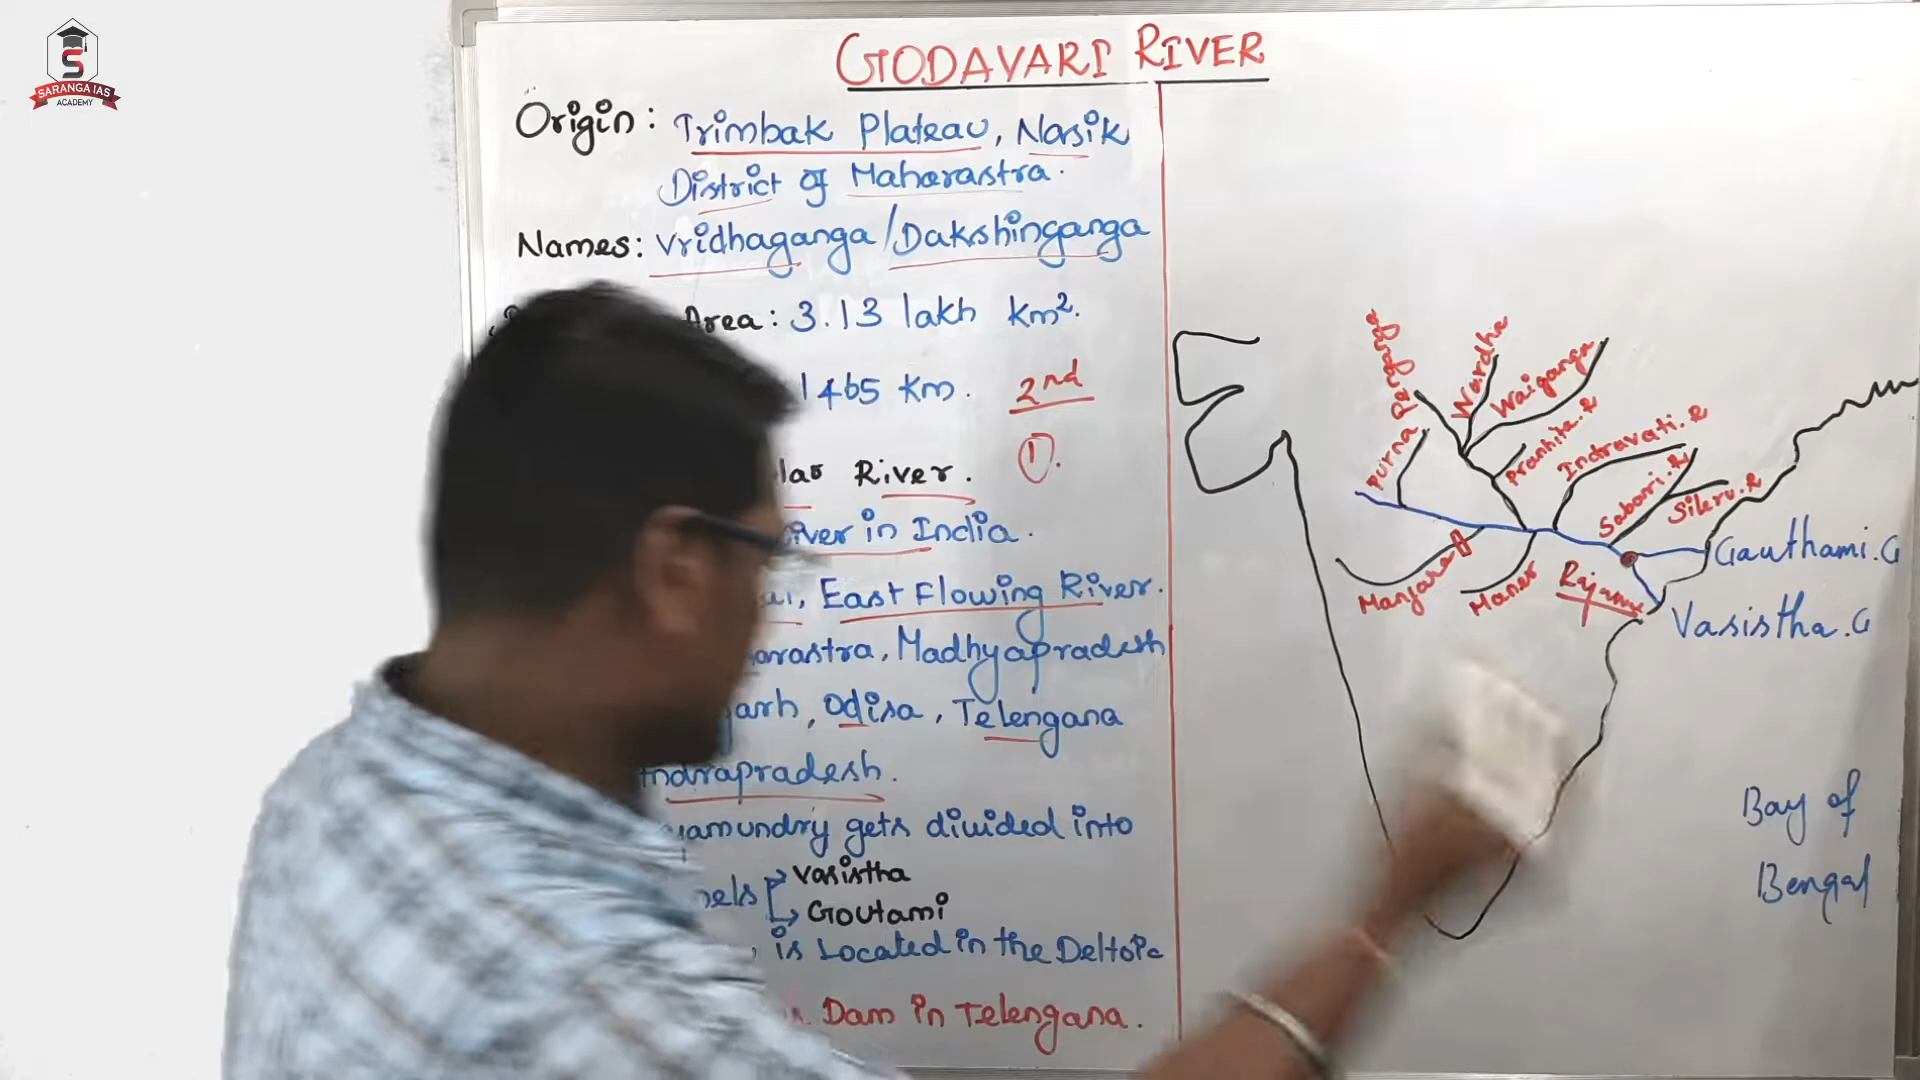 SARANGA IAS
ACADEMY
GODAVARI RIVER
Origin: Trimbak Plateau, Nasik
District of Maharastra.
Names: Vridhaganga/Dakshinganga
Area: 3.13 lakh km².
1465 km. 2nd
River. 1.
in India.
East Flowing River.
Madhyapradesh
Odisa, Telengana
gets divided into
Vasistha
Goutami
is Located in the Deltoic
Dam in Telengana.
Purna
Wardha
Waiganga
Pranhita.R
Indravati.R
Sabari.R
Sileru.R
Manjara
Maner
Gauthami.G
Vasistha.G
Bay of
Bengal